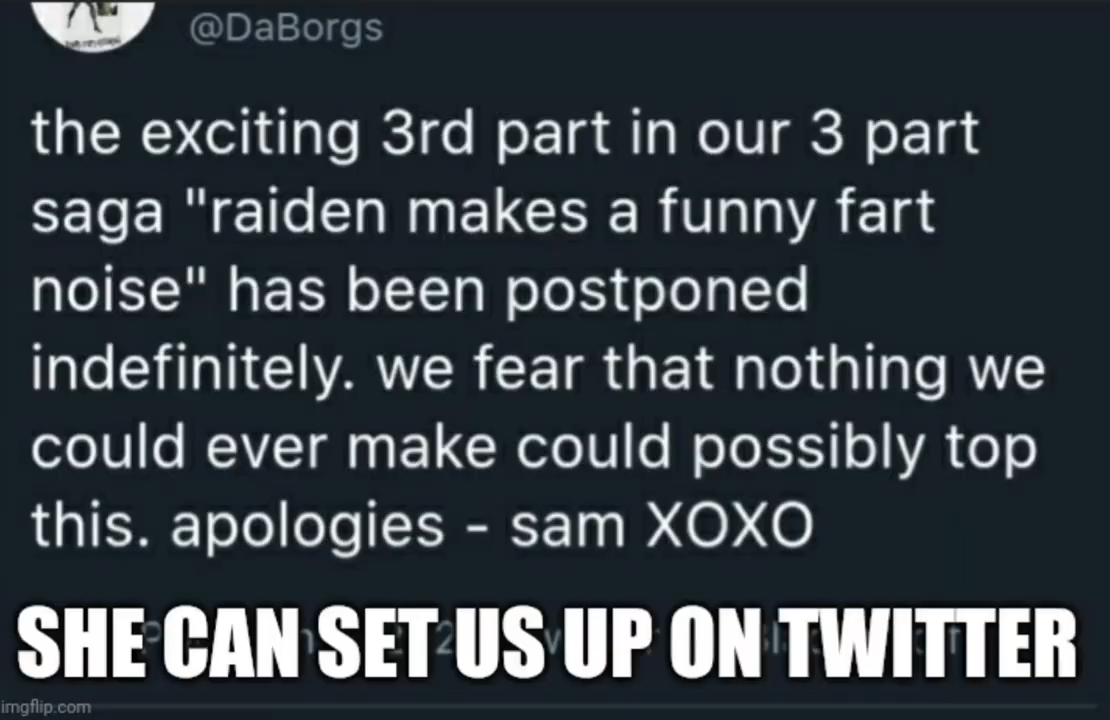 @DaBorgs
the exciting 3rd part in our 3 part
saga "raiden makes a funny fart
noise" has been postponed
indefinitely. we fear that nothing we
could ever make could possibly top
this. apologies - sam XOXO
SHE CAN SET US UP ON TWITTER
imgflip.com